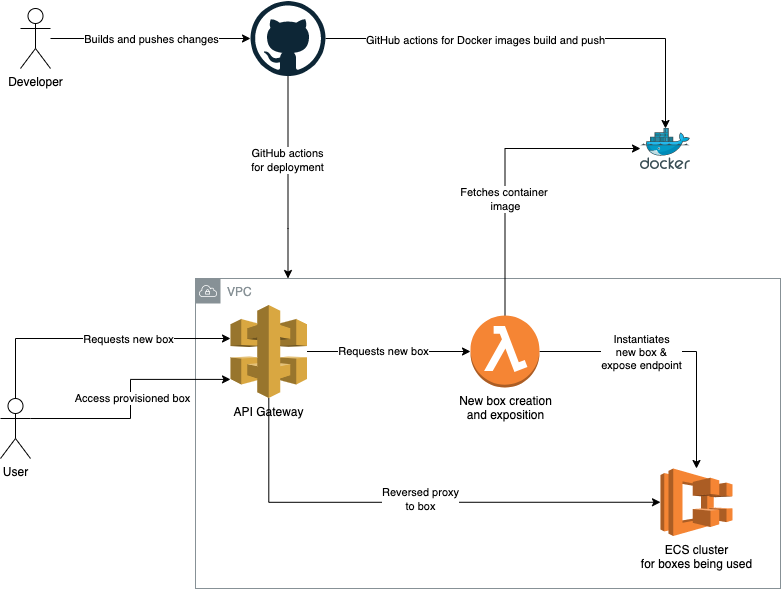 Builds and pushes changes
GitHub actions for Docker images build and push
Developer
GitHub actions
for deployment
docker
Fetches container
image
VPC
Requests new box
Requests new box
Instantiates
new box &
expose endpoint
Access provisioned box
API Gateway
New box creation
and exposition
User
Reversed proxy
to box
ECS cluster
for boxes being used